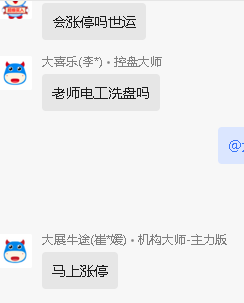 会涨停吗世运
大喜乐(李*)·控盘大师
老师电工洗盘吗
@
大展牛途(崔*嫒)·机构大师-主力版
马上涨停